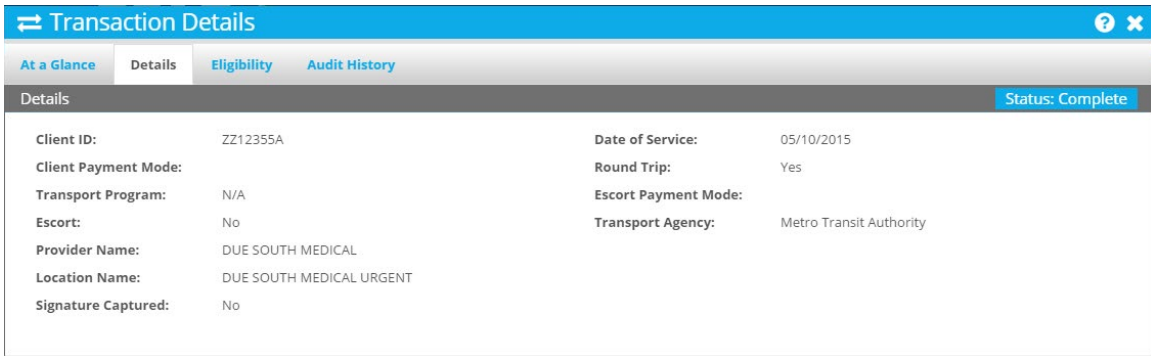 Transaction Details
At a Glance Details Eligibility Audit History
Details Status: Complete
Client ID: ZZ12355A Date of Service: 05/10/2015
Client Payment Mode: Round Trip: Yes
Transport Program: N/A Escort Payment Mode:
Escort: No Transport Agency: Metro Transit Authority
Provider Name: DUE SOUTH MEDICAL
Location Name: DUE SOUTH MEDICAL URGENT
Signature Captured: No